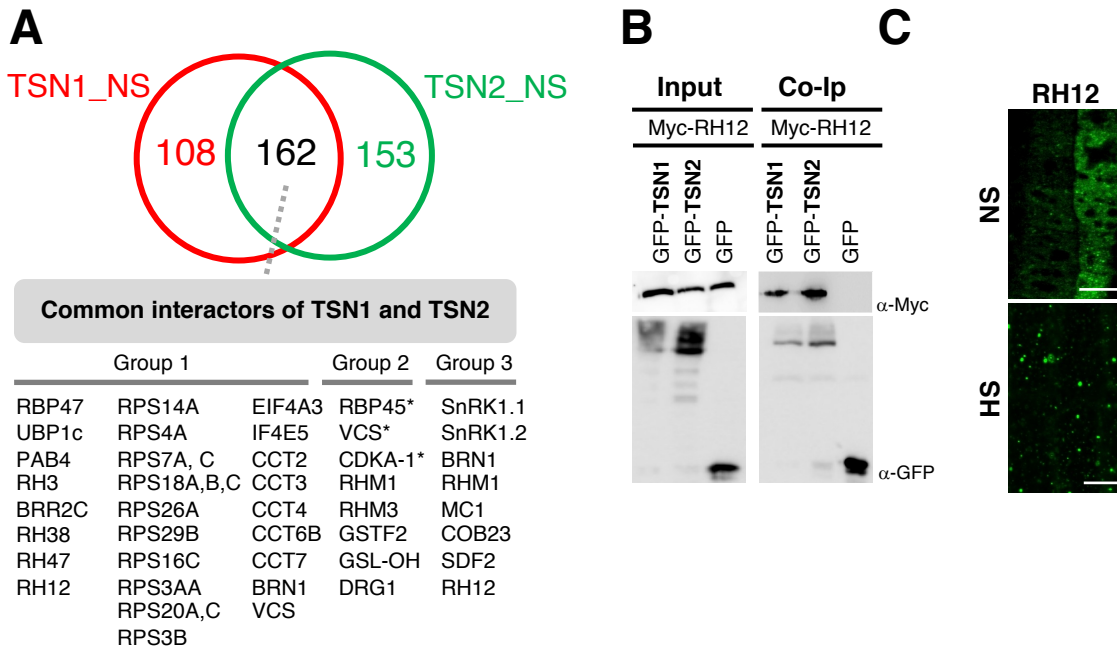 A
TSN1_NS
TSN2_NS
108
162
153
Common interactors of TSN1 and TSN2
Group 1 Group 2 Group 3
RBP47 RPS14A EIF4A3 RBP45* SnRK1.1
UBP1c RPS4A IF4E5 VCS* SnRK1.2
PAB4 RPS7A, C CCT2 CDKA-1* BRN1
RH3 RPS18A,B,C CCT3 RHM1 RHM1
BRR2C RPS26A CCT4 RHM3 MC1
RH38 RPS29B CCT6B GSTF2 COB23
RH47 RPS16C CCT7 GSL-OH SDF2
RH12 RPS3AA BRN1 DRG1 RH12
RPS20A,C VCS
RPS3B
B
Input Co-Ip
Myc-RH12 Myc-RH12
GFP-TSN1
GFP-TSN2
GFP
GFP-TSN1
GFP-TSN2
GFP
α-Myc
α-GFP
C
RH12
NS
HS